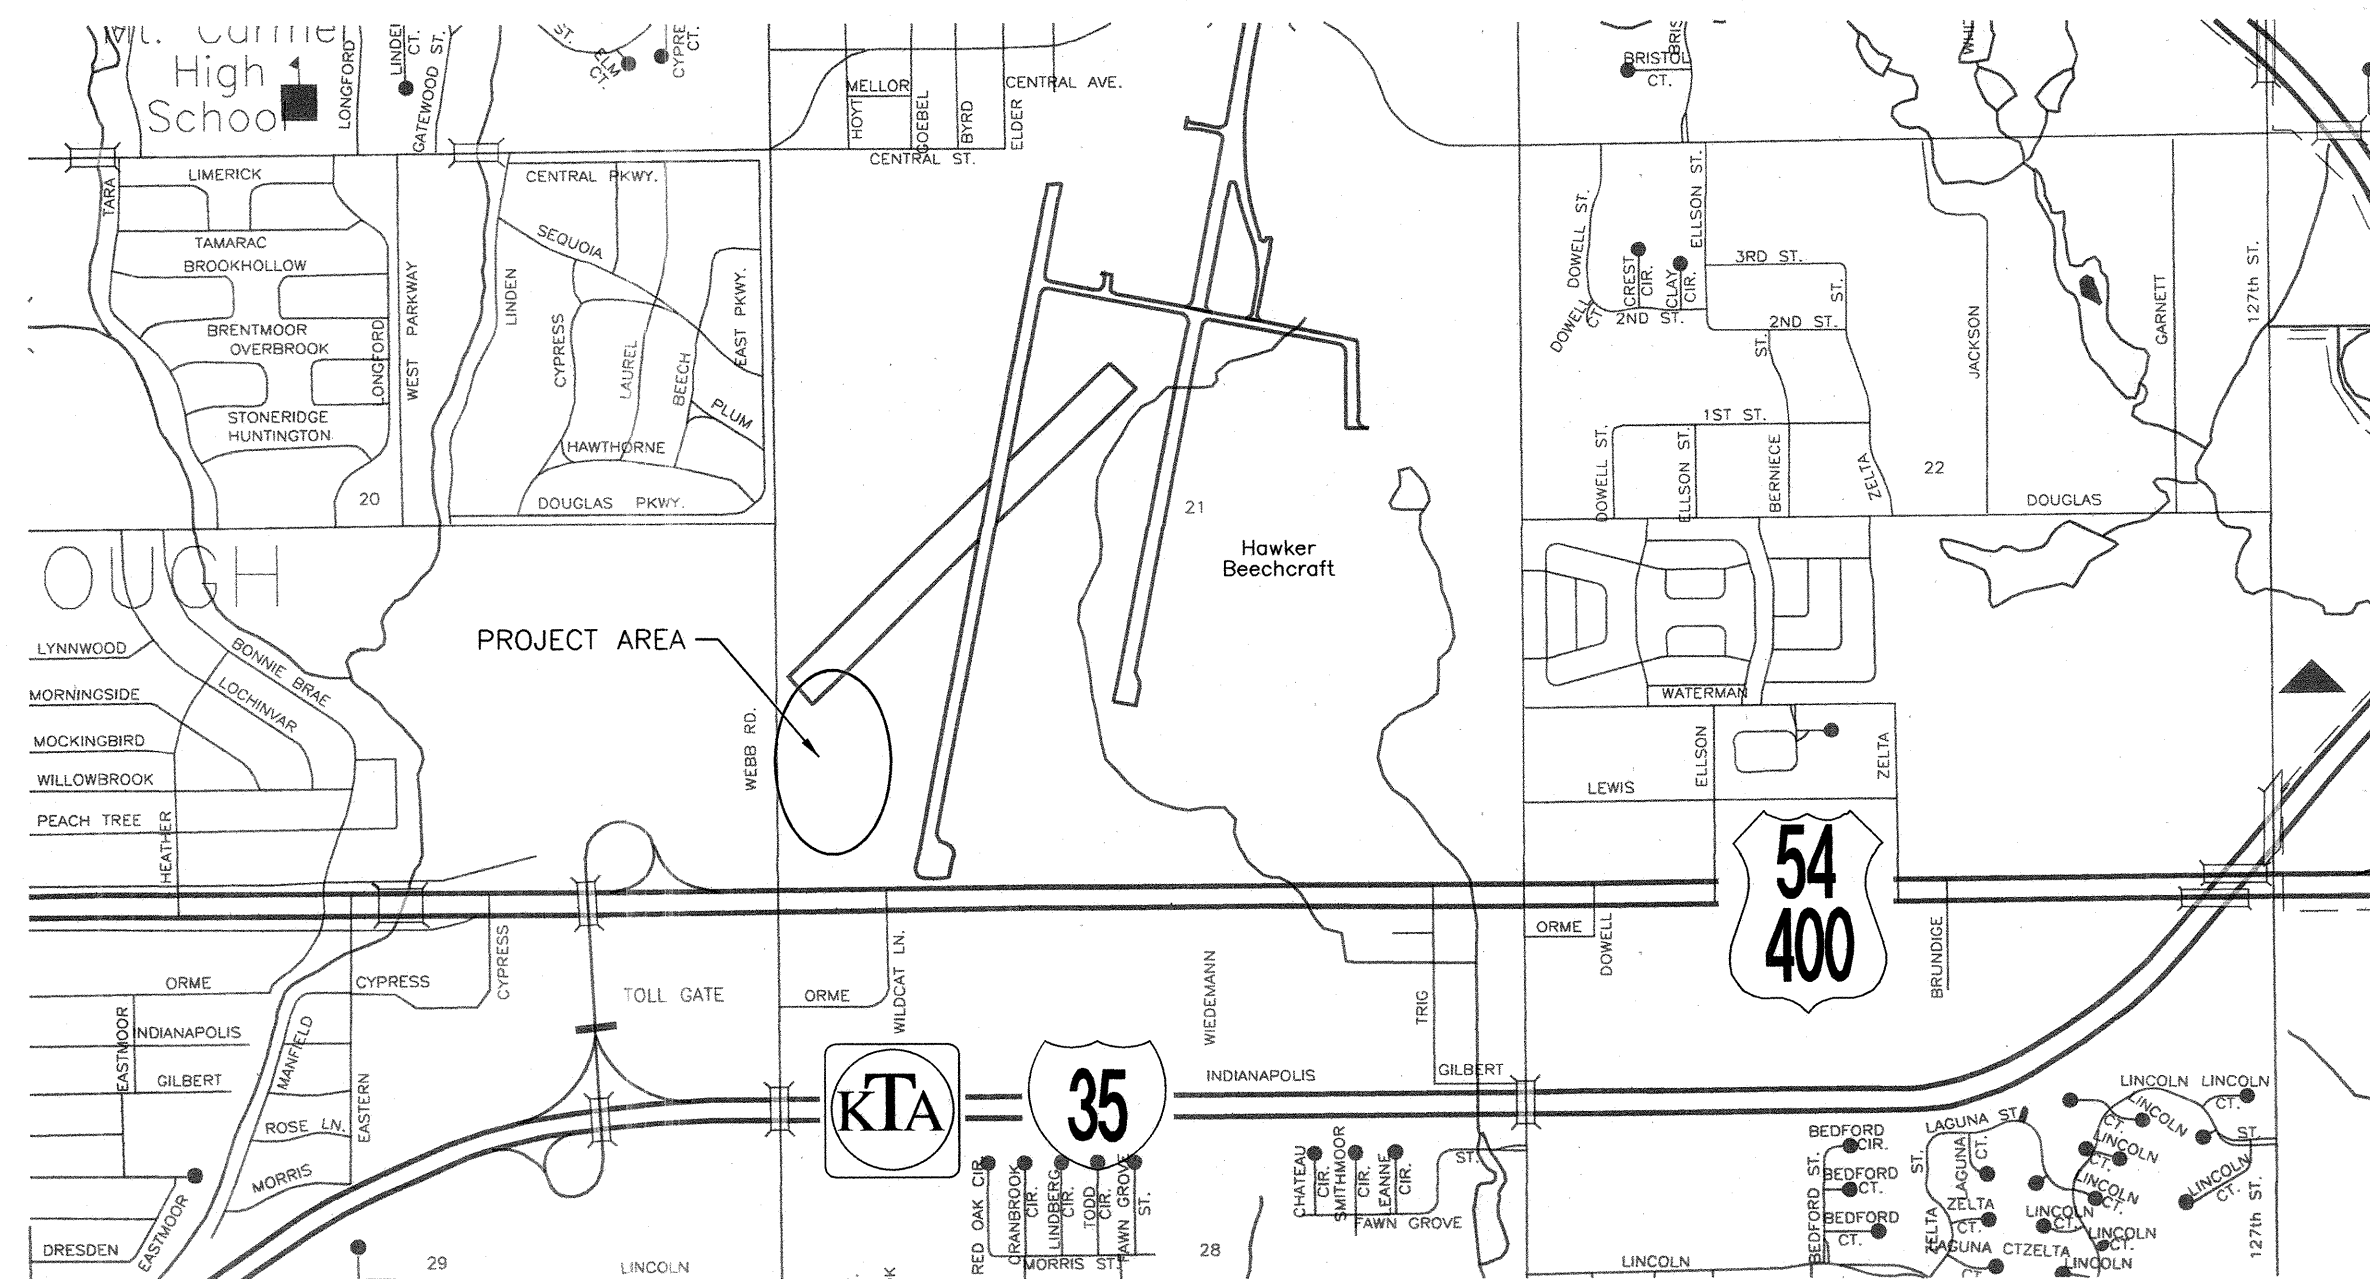 Mt. Carmel
High
School
LONGFORD
CT.
GATEWOOD ST.
ST.
ELM
CT.
CT.
MELLOR
HOYT
GOEBEL
BYRD
ELDER
CENTRAL AVE.
CENTRAL ST.
BRISTOL
CT.
TARA
LIMERICK
TAMARAC
BROOKHOLLOW
BRENTMOOR
OVERBROOK
STONERIDGE
HUNTINGTON
LONGFORD
WEST PARKWAY
20
LINDEN
CENTRAL PKWY.
SEQUOIA
CYPRESS
LAUREL
BEECH
EAST PKWY.
PLUM
HAWTHORNE
DOUGLAS PKWY.
21
Hawker
Beechcraft
DOWELL ST.
DOWELL
CT.
CREST
CIR.
CLAY
CIR.
ELLSON ST.
2ND ST.
3RD ST.
ST.
2ND ST.
ST.
1ST ST.
DOWELL ST.
ELLSON ST.
BERNIECE
ZELTA
22
JACKSON
GARNETT
127th ST.
DOUGLAS
OUGH
LYNNWOOD
MORNINGSIDE
MOCKINGBIRD
WILLOWBROOK
PEACH TREE
HEATHER
BONNIE BRAE
LOCHINVAR
PROJECT AREA
WEBB RD.
WATERMAN
ELLSON
ZELTA
LEWIS
54
400
ORME
DOWELL
BRUNDIGE
ORME
CYPRESS
CYPRESS
TOLL GATE
ORME
WILDCAT LN.
WIEDEMANN
TRIG
EASTMOOR
INDIANAPOLIS
GILBERT
MANFIELD
ROSE LN.
MORRIS
EASTERN
EASTMOOR
DRESDEN
29
LINCOLN
KTA
35
INDIANAPOLIS
GILBERT
RED OAK CIR.
CRANBROOK
CIR.
LINDBERG
CIR.
TODD
CIR.
FAWN GROVE
ST.
MORRIS ST.
28
CHATEAU
CIR.
SMITHMOOR
CIR.
LEANNE
CIR.
FAWN GROVE
ST.
LINCOLN
BEDFORD
CIR.
BEDFORD
CT.
BEDFORD
CT.
BEDFORD ST.
LAGUNA ST.
LAGUNA
CT.
ST.
ZELTA
ZELTA
CT.
LAGUNA CT
CT.
ZELTA
LINCOLN
LINCOLN
CT.
LINCOLN
CT.
LINCOLN
CT.
LINCOLN
CT.
LINCOLN
CT.
LINCOLN
CT.
LINCOLN
LINCOLN
CT.
ST.
127th ST.